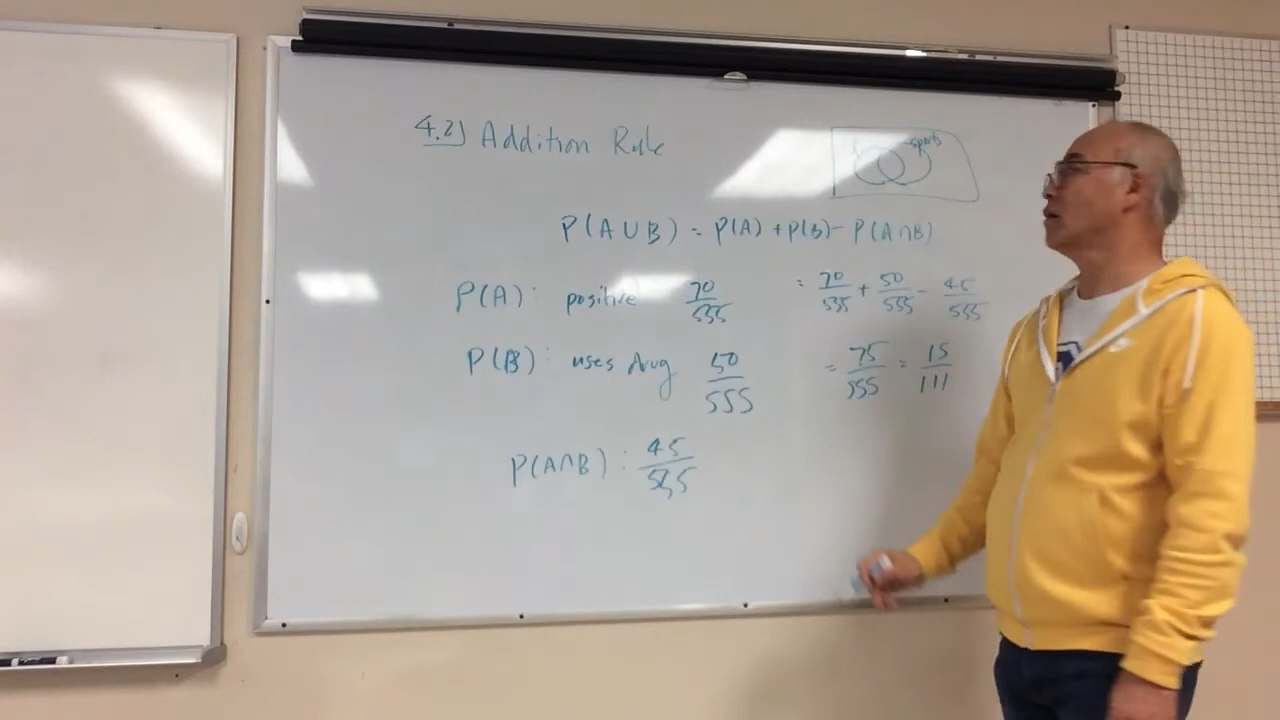 4.2) Addition Rule
sports
P(A ∪ B) = P(A) + P(B) - P(A ∩ B)
P(A): positive 70/555 = 70/555 + 50/555 - 45/555
P(B): uses drug 50/555 = 75/555 = 15/111
P(A∩B): 45/555